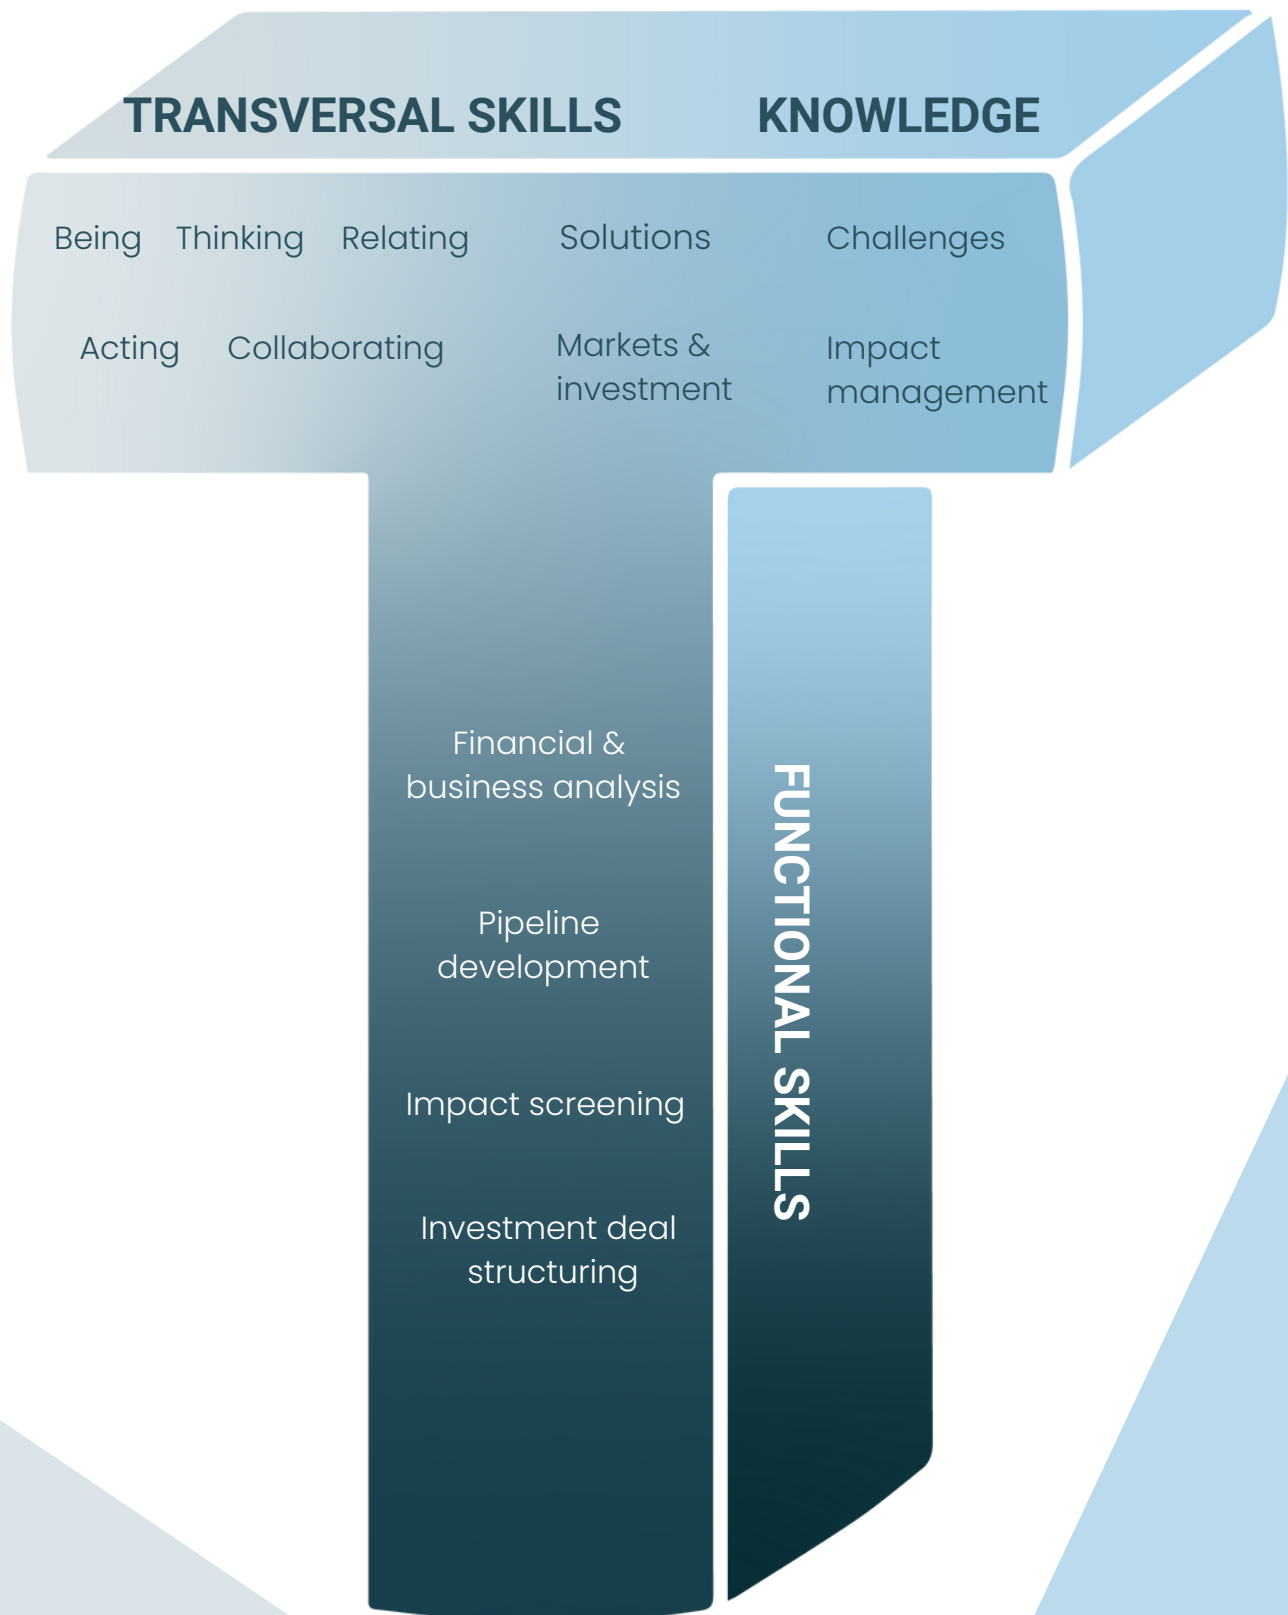 TRANSVERSAL SKILLS KNOWLEDGE
Being Thinking Relating Solutions Challenges
Acting Collaborating Markets & Impact
investment management
Financial &
business analysis
Pipeline
development
Impact screening
Investment deal
structuring
FUNCTIONAL SKILLS